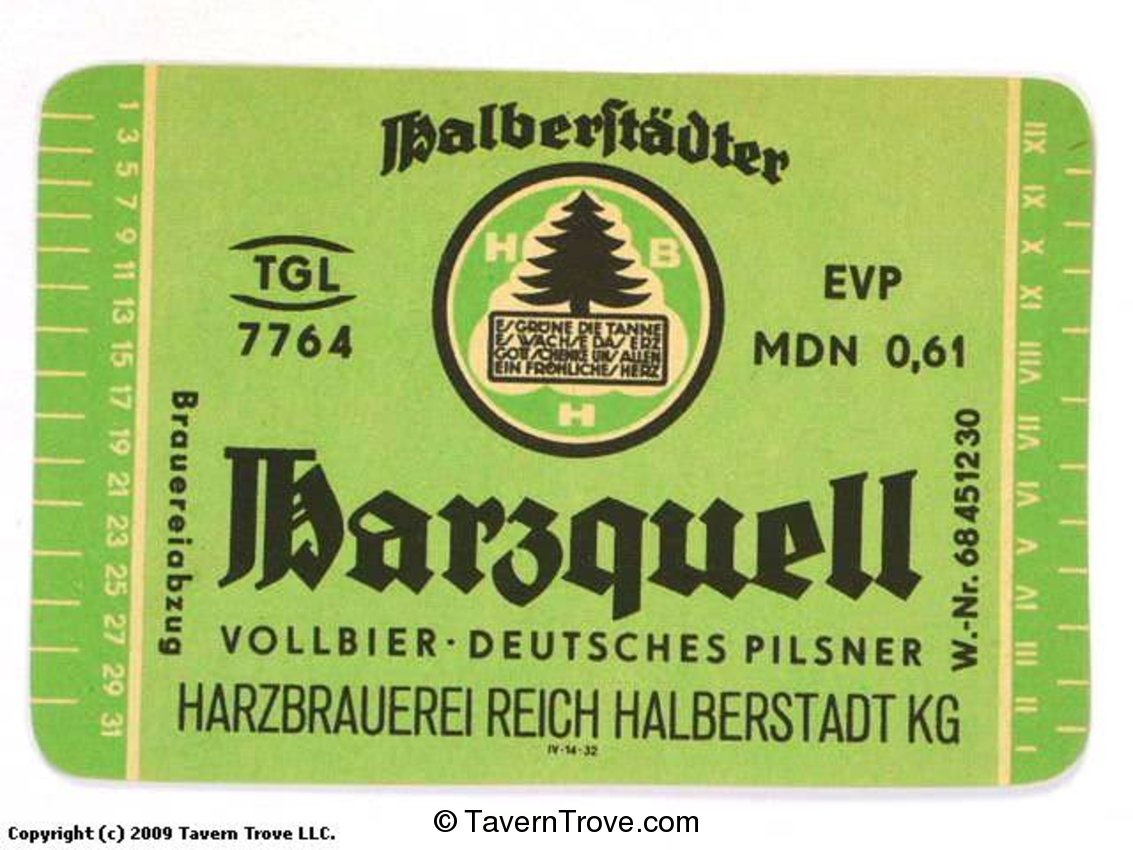 Halberstädter
TGL
7764
H B
H
ES GRÜNE DIE TANNE
ES WACHSE DAS ERZ
GOTT SCHENKE UNS ALLEN
EIN FRÖHLICHES HERZ
EVP
MDN 0,61
1 3 5 7 9 11 13 15 17 19 21 23 25 27 29 31
Brauereiabzug
Harzquell
VOLLBIER · DEUTSCHES PILSNER
HARZBRAUEREI REICH HALBERSTADT KG
IV-14-32
W.-Nr. 68451230
I II III IV V VI VII VIII IX X XI XII
© TavernTrove.com
Copyright (c) 2009 Tavern Trove LLC.